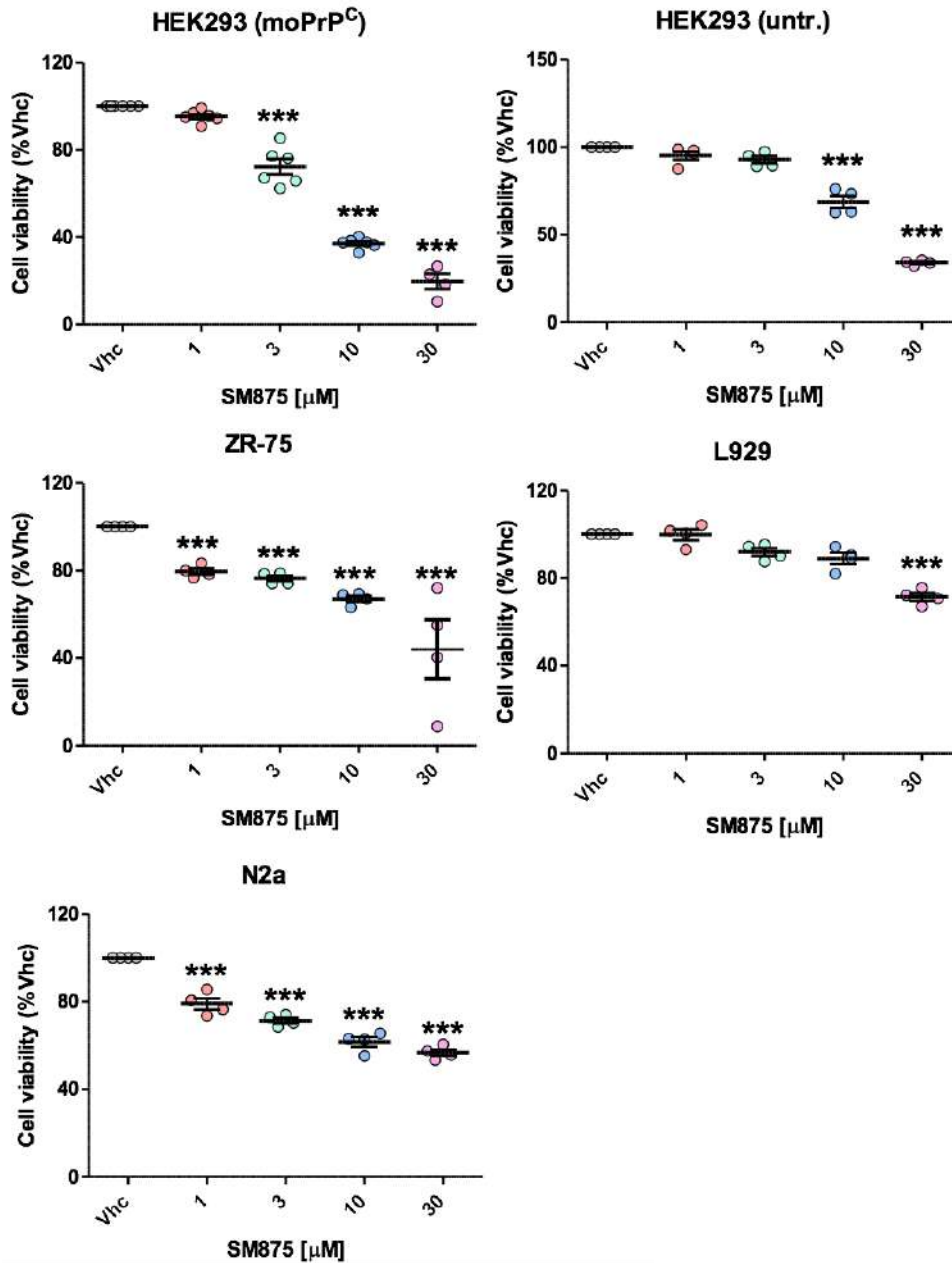 HEK293 (moPrPᶜ)
Cell viability (%Vhc)
120
80
40
0
***
***
***
Vhc
1
3
10
30
SM875 [μM]
HEK293 (untr.)
Cell viability (%Vhc)
150
100
50
0
***
***
Vhc
1
3
10
30
SM875 [μM]
ZR-75
Cell viability (%Vhc)
120
80
40
0
***
***
***
***
Vhc
1
3
10
30
SM875 [μM]
L929
Cell viability (%Vhc)
120
80
40
0
***
Vhc
1
3
10
30
SM875 [μM]
N2a
Cell viability (%Vhc)
120
80
40
0
***
***
***
***
Vhc
1
3
10
30
SM875 [μM]